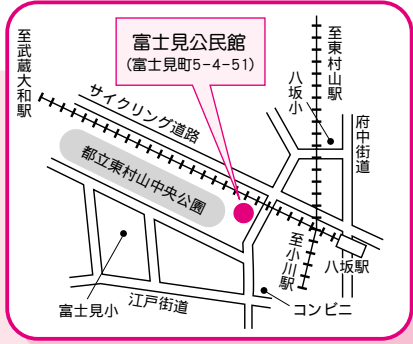 富士見公民館
(富士見町5-4-51)
至武蔵大和駅
サイクリング道路
都立東村山中央公園
至東村山駅
八坂小
府中街道
至小川駅
八坂駅
富士見小
江戸街道
コンビニ